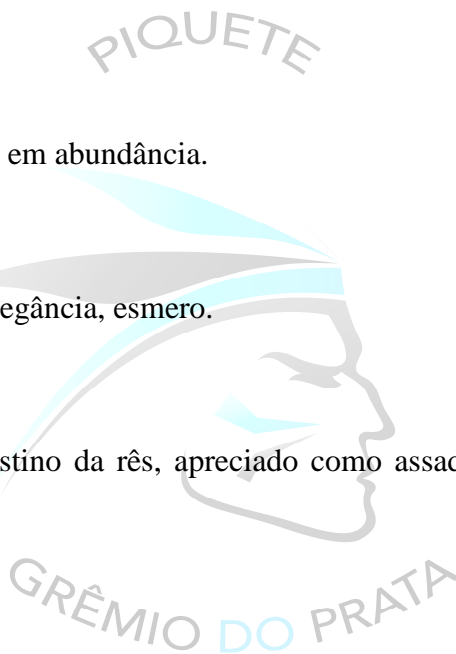 PIQUETE
em abundância.
egância, esmero.
stino da rês, apreciado como assad
GRÊMIO DO PRATA